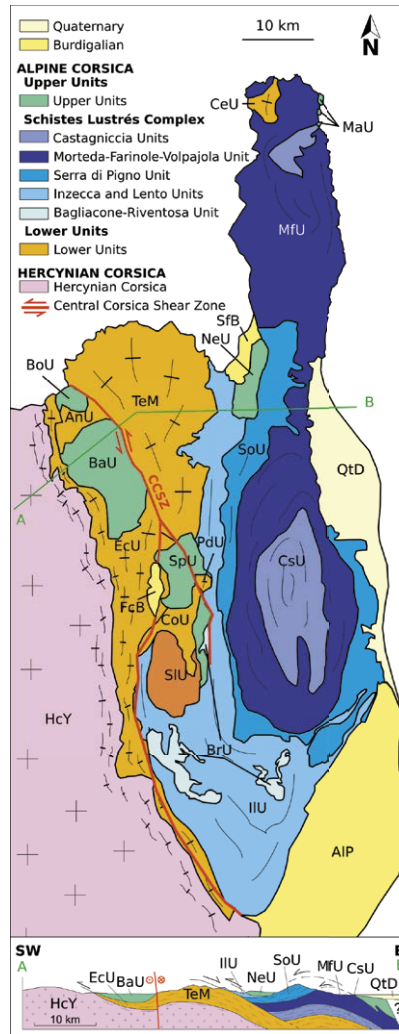 Quaternary
Burdigalian
ALPINE CORSICA
Upper Units
Upper Units
Schistes Lustrés Complex
Castagniccia Units
Morteda-Farinole-Volpajola Unit
Serra di Pigno Unit
Inzecca and Lento Units
Bagliacone-Riventosa Unit
Lower Units
Lower Units
HERCYNIAN CORSICA
Hercynian Corsica
Central Corsica Shear Zone
10 km
N
CeU
MaU
MfU
SfB
NeU
BoU
TeM
AnU
B
SoU
BaU
QtD
A
CCSZ
EcU
PdU
SpU
CsU
FcB
CoU
SlU
HcY
BrU
IlU
AlP
SW
E
A
IlU
SoU
MfU
CsU
EcU
BaU
NeU
QtD
TeM
HcY
10 km
?